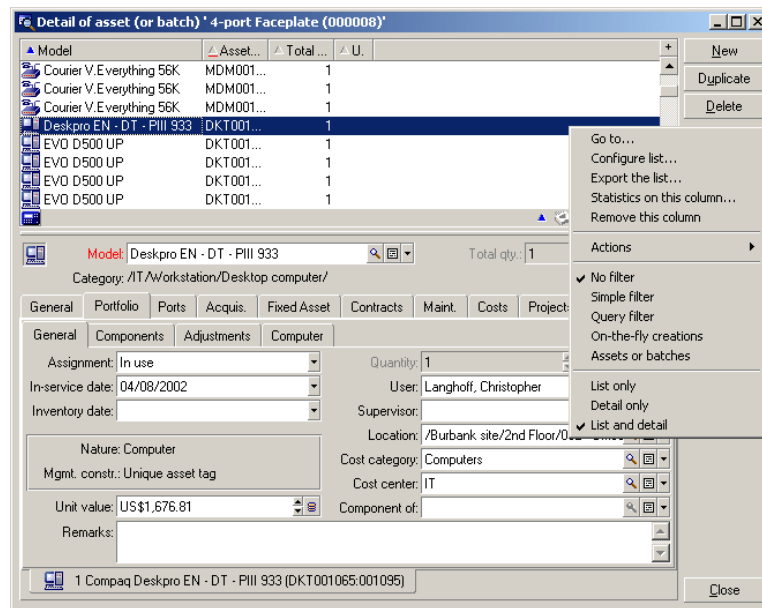 Detail of asset (or batch) ' 4-port Faceplate (000008)'
Model Asset... Total ... U. +
New
Courier V.Everything 56K MDM001... 1
Courier V.Everything 56K MDM001... 1
Duplicate
Courier V.Everything 56K MDM001... 1
Delete
Deskpro EN - DT - PIII 933 DKT001... 1
EVO D500 UP DKT001... 1
EVO D500 UP DKT001... 1
EVO D500 UP DKT001... 1
EVO D500 UP DKT001... 1
Go to...
Configure list...
Export the list...
Statistics on this column...
Remove this column
Actions
No filter
Simple filter
Query filter
On-the-fly creations
Assets or batches
List only
Detail only
List and detail
Model: Deskpro EN - DT - PIII 933 Total qty.: 1
Category: /IT/Workstation/Desktop computer/
General Portfolio Ports Acquis. Fixed Asset Contracts Maint. Costs Project
General Components Adjustments Computer
Assignment: In use Quantity: 1
In-service date: 04/08/2002 User: Langhoff, Christopher
Inventory date: Supervisor:
Location: /Burbank site/2nd Floor/
Nature: Computer Cost category: Computers
Mgmt. constr.: Unique asset tag Cost center: IT
Unit value: US$1,676.81 Component of:
Remarks:
1 Compaq Deskpro EN - DT - PIII 933 (DKT001065:001095)
Close